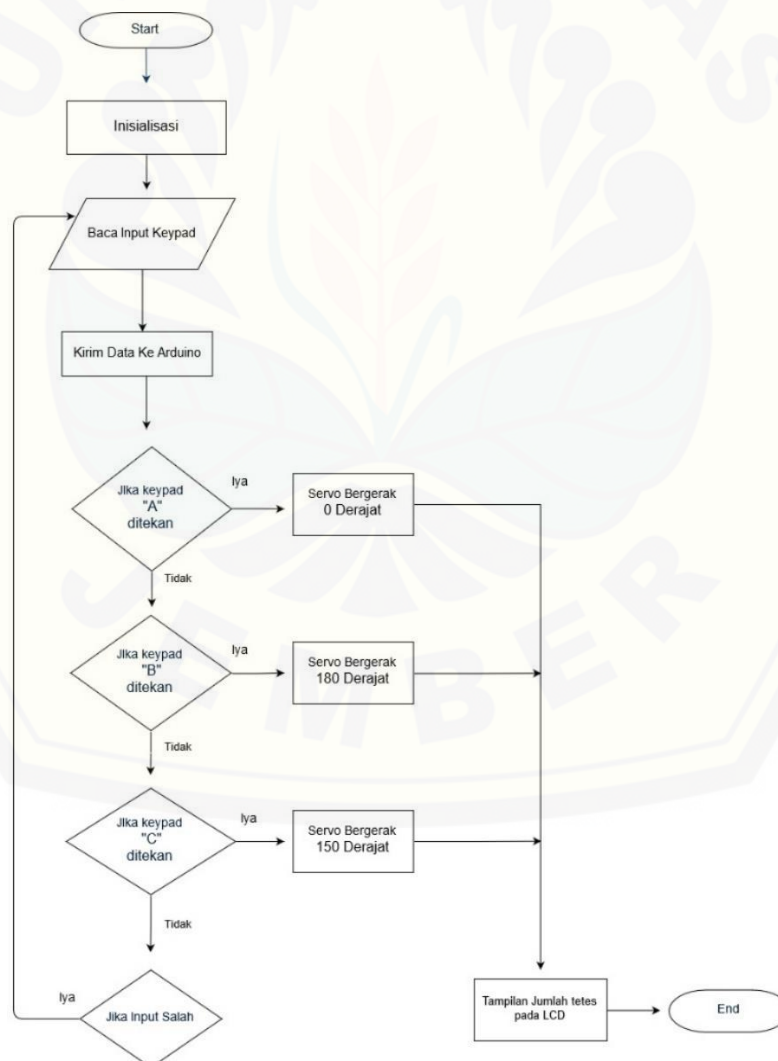 Start
Inisialisasi
Baca Input Keypad
Kirim Data Ke Arduino
JIka keypad
"A"
ditekan
Iya
Servo Bergerak
0 Derajat
Tidak
JIka keypad
"B"
ditekan
Iya
Servo Bergerak
180 Derajat
Tidak
JIka keypad
"C"
ditekan
Iya
Servo Bergerak
150 Derajat
Tidak
Iya
Jika Input Salah
Tampilan Jumlah tetes
pada LCD
End
JEMBER